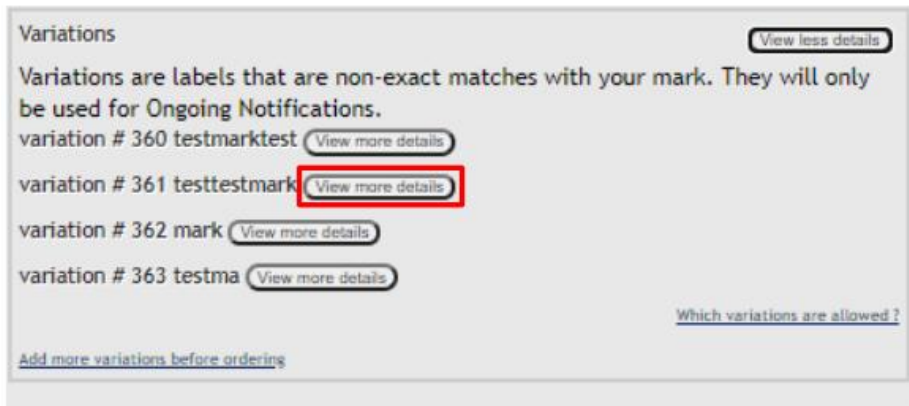 Variations
View less details
Variations are labels that are non-exact matches with your mark. They will only
be used for Ongoing Notifications.
variation # 360 testmarktest View more details
variation # 361 testtestmark View more details
variation # 362 mark View more details
variation # 363 testma View more details
Which variations are allowed ?
Add more variations before ordering